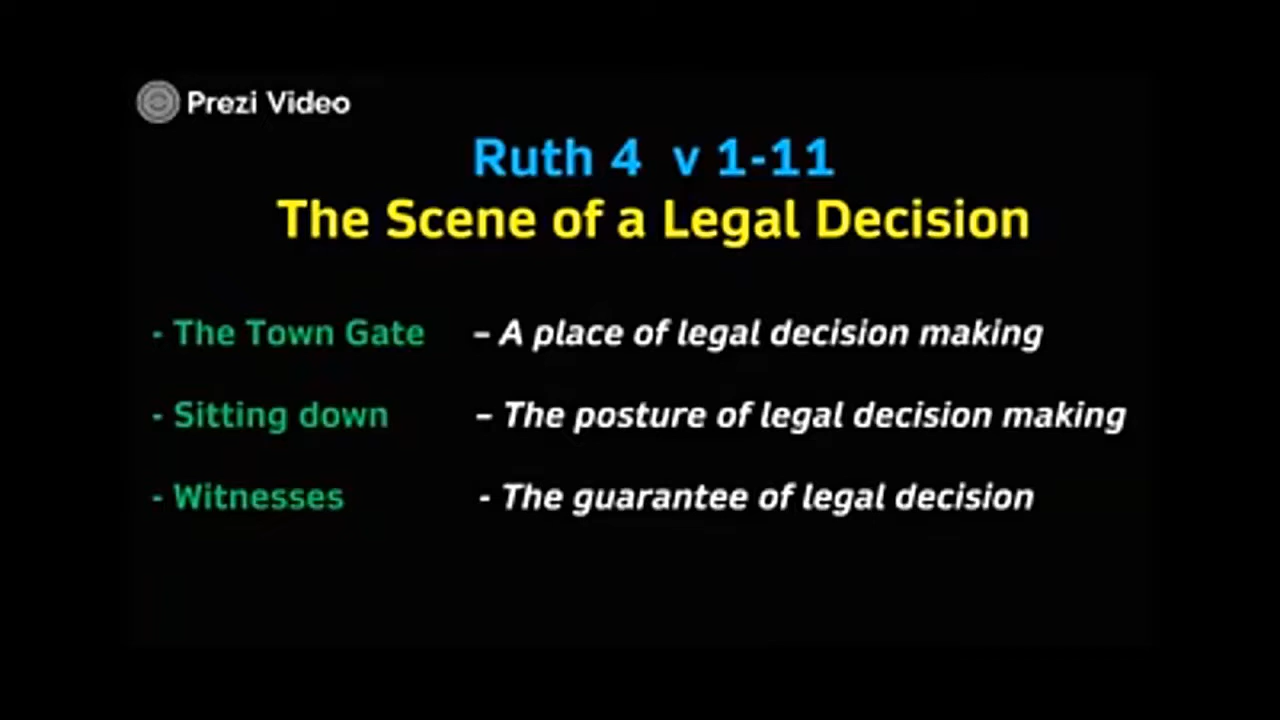 Prezi Video
Ruth 4 v 1-11
The Scene of a Legal Decision
- The Town Gate – A place of legal decision making
- Sitting down – The posture of legal decision making
- Witnesses - The guarantee of legal decision